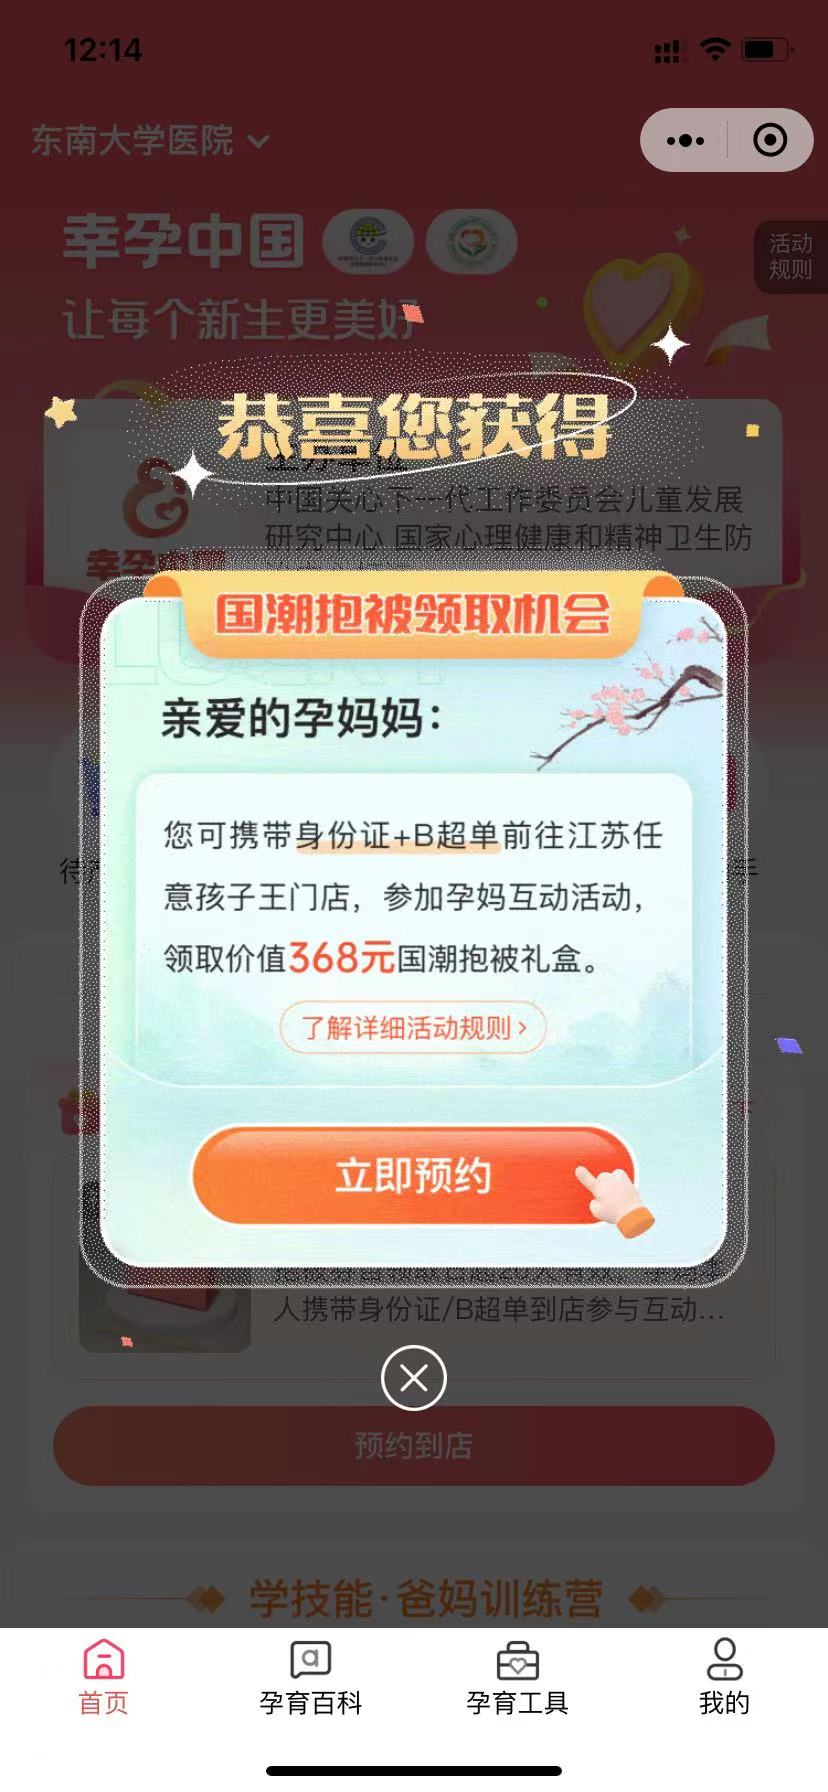 12:14
东南大学医院
幸孕中国
活动
规则
让每个新生更美好
恭喜您获得
主办单位
中国关心下一代工作委员会儿童发展
研究中心 国家心理健康和精神卫生防
幸孕中国
国潮抱被领取机会
亲爱的孕妈妈：
您可携带身份证+B超单前往江苏任
意孩子王门店，参加孕妈互动活动，
领取价值368元国潮抱被礼盒。
了解详细活动规则 >
立即预约
人携带身份证/B超单到店参与互动...
预约到店
学技能·爸妈训练营
首页
孕育百科
孕育工具
我的